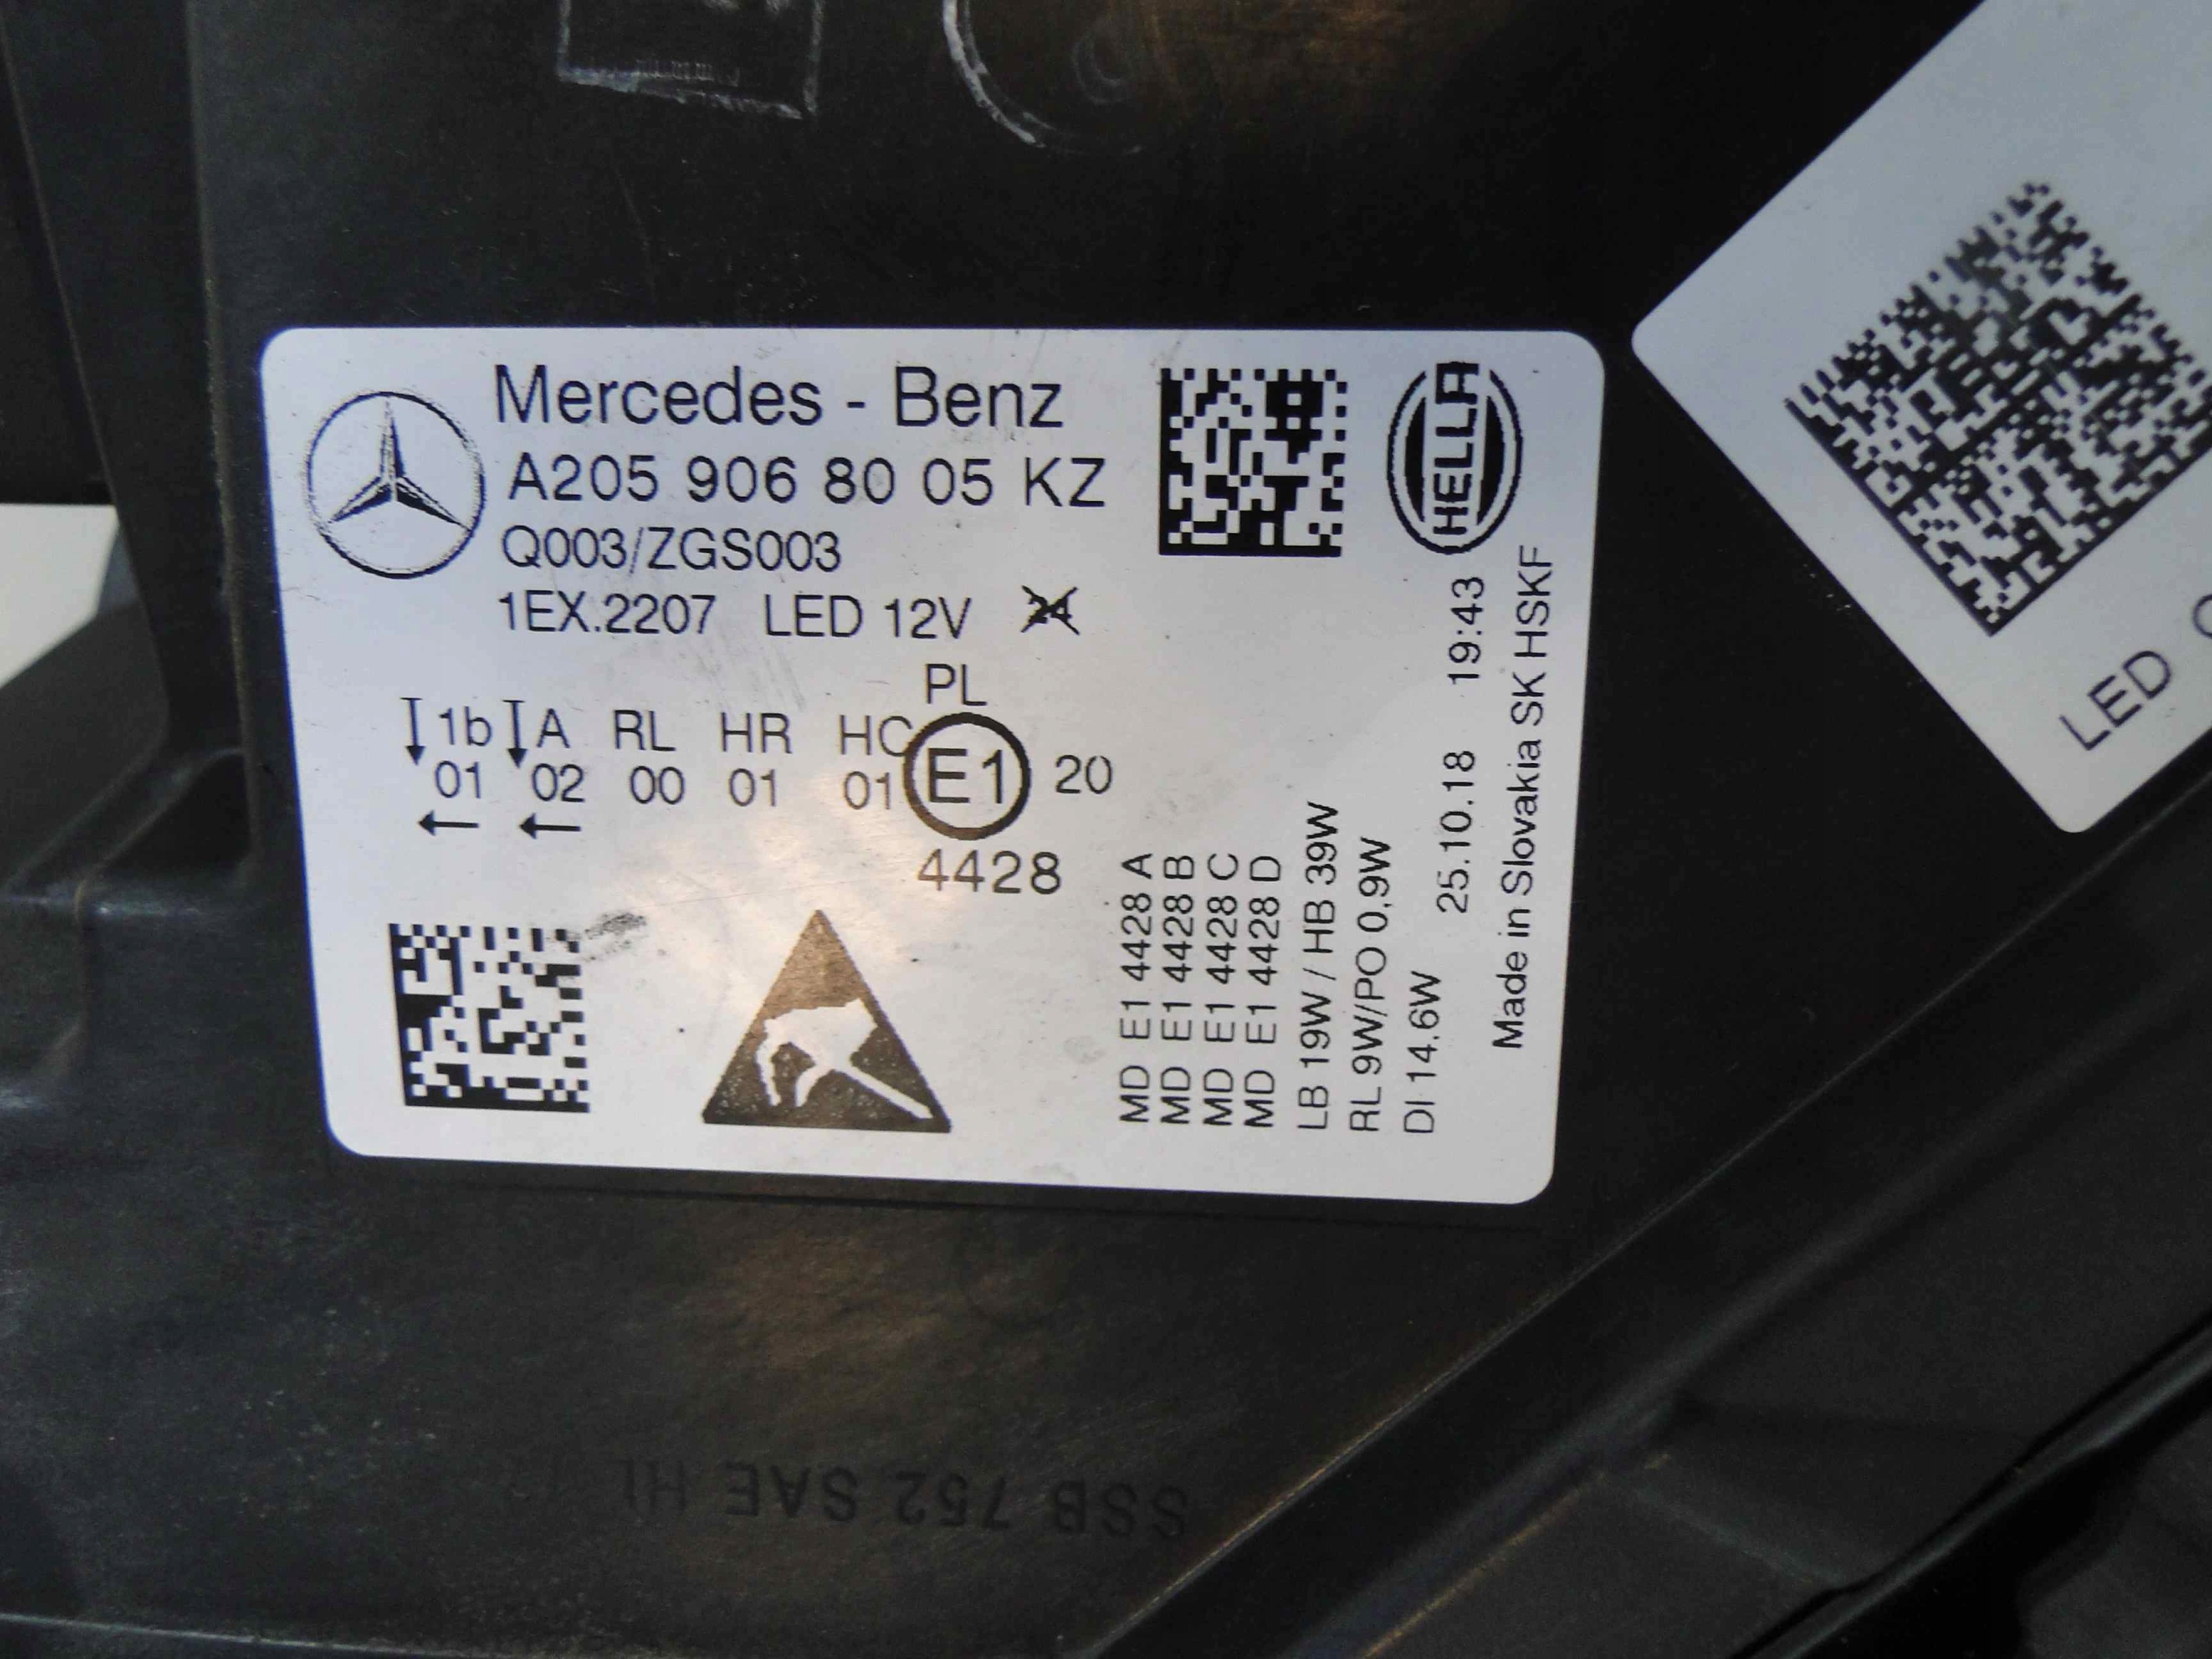 Mercedes - Benz
A205 906 80 05 KZ
Q003/ZGS003
1EX.2207 LED 12V 24
PL
1b A RL HR HC
01 02 00 01 01 E1 20
4428
HELLA
MD E1 4428 A
MD E1 4428 B
MD E1 4428 C
MD E1 4428 D
LB 19W / HB 39W
RL 9W/PO 0,9W
DI 14,6W
25.10.18 19:43
Made in Slovakia SK HSKF
LED
SSB 752 SAE HL